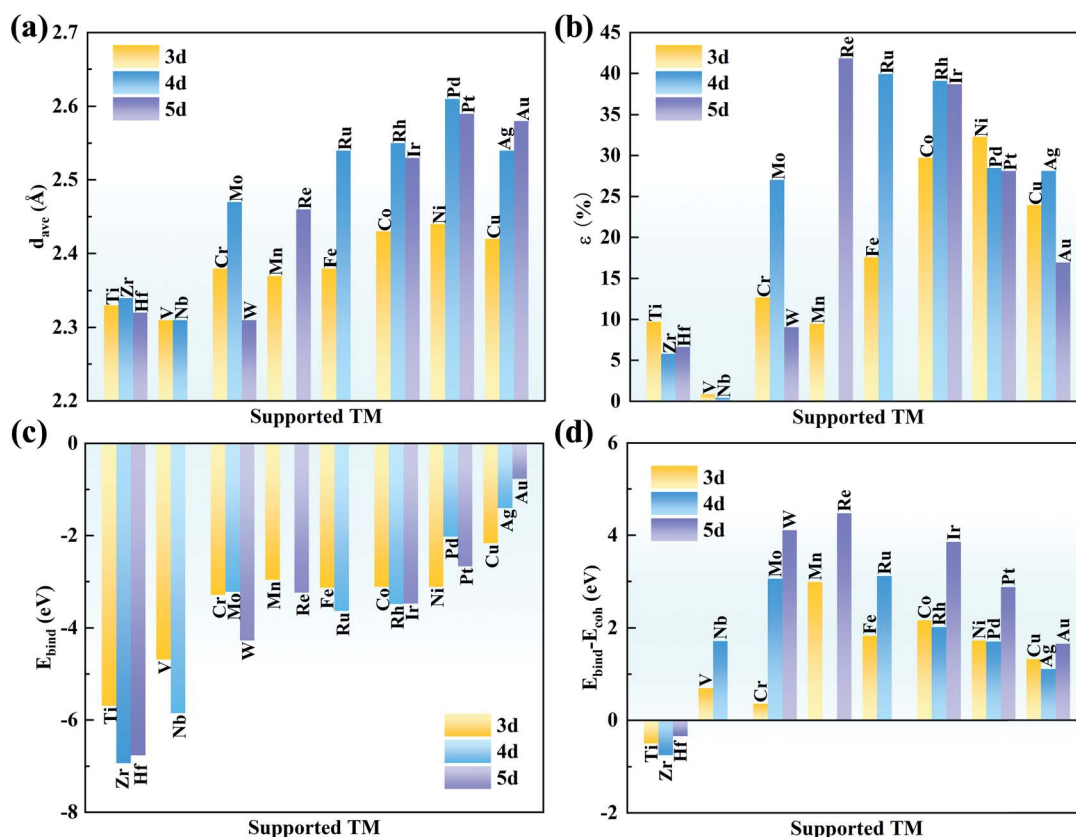 (a)
2.7
2.6
2.5
2.4
2.3
2.2
d_ave (Å)
3d
4d
5d
Ti
Zr
Hf
V
Nb
Cr
Mo
W
Mn
Re
Fe
Ru
Co
Rh
Ir
Ni
Pd
Pt
Cu
Ag
Au
Supported TM
(b)
45
40
35
30
25
20
15
10
5
0
ε (%)
3d
4d
5d
Ti
Zr
Hf
V
Nb
Cr
Mo
W
Mn
Re
Fe
Ru
Co
Rh
Ir
Ni
Pd
Pt
Cu
Ag
Au
Supported TM
(c)
0
-2
-4
-6
-8
E_bind (eV)
Ti
Zr
Hf
V
Nb
Cr
Mo
W
Mn
Re
Fe
Ru
Co
Rh
Ir
Ni
Pd
Pt
Cu
Ag
Au
3d
4d
5d
Supported TM
(d)
6
4
2
0
-2
E_bind-E_coh (eV)
3d
4d
5d
Ti
Zr
Hf
V
Nb
Cr
Mo
W
Mn
Re
Fe
Ru
Co
Rh
Ir
Ni
Pd
Pt
Cu
Ag
Au
Supported TM